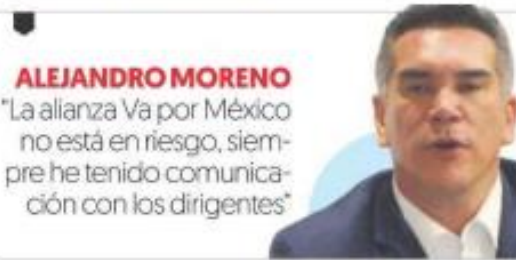 ALEJANDRO MORENO
"La alianza Va por México
no está en riesgo, siem-
pre he tenido comunica-
ción con los dirigentes"